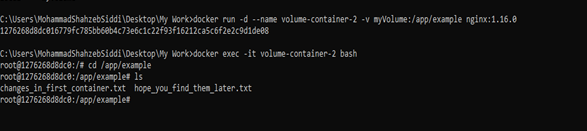 C:\Users\MohammadShahzebSiddi\Desktop\My Work>docker run -d --name volume-container-2 -v myVolume:/app/example nginx:1.16.0
1276268d8dc016779fc785bb60b4c73e6c1c22f93f16212ca5c6f2e2c9d1de08
C:\Users\MohammadShahzebSiddi\Desktop\My Work>docker exec -it volume-container-2 bash
root@1276268d8dc0:/# cd /app/example
root@1276268d8dc0:/app/example# ls
changes_in_first_container.txt  hope_you_find_them_later.txt
root@1276268d8dc0:/app/example#